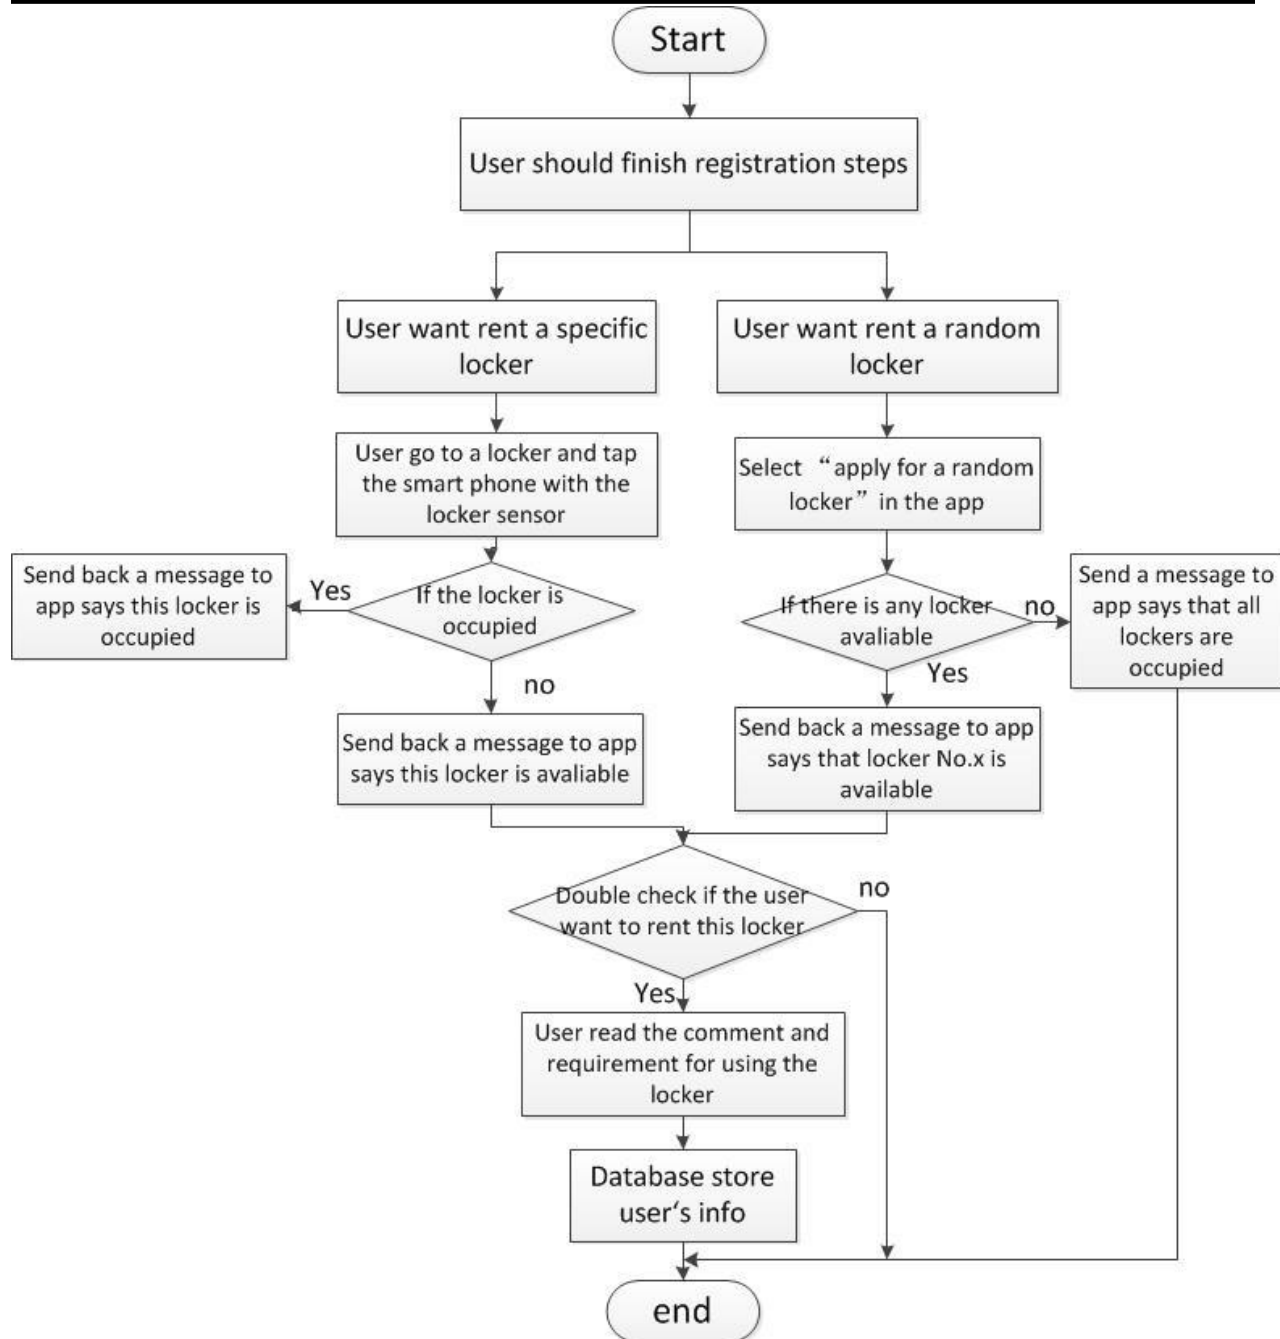 Start
User should finish registration steps
User want rent a specific
locker
User want rent a random
locker
User go to a locker and tap
the smart phone with the
locker sensor
Select “apply for a random
locker” in the app
Send back a message to
app says this locker is
occupied
Yes
If the locker is
occupied
If there is any locker
avaliable
no
Send a message to
app says that all
lockers are
occupied
no
Yes
Send back a message to app
says this locker is avaliable
Send back a message to app
says that locker No.x is
available
Double check if the user
want to rent this locker
no
Yes
User read the comment and
requirement for using the
locker
Database store
user‘s info
end